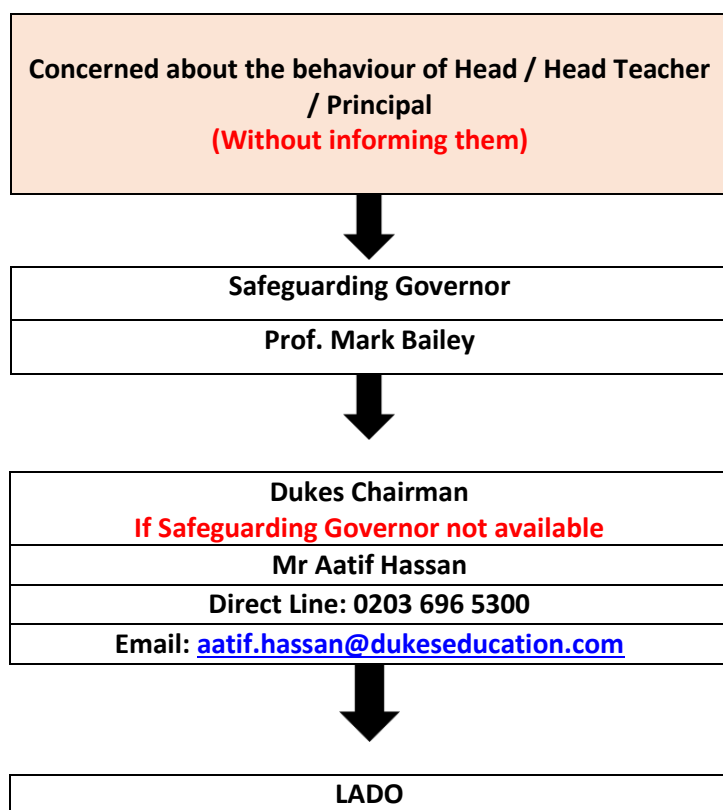 Concerned about the behaviour of Head / Head Teacher
/ Principal
(Without informing them)
Safeguarding Governor
Prof. Mark Bailey
Dukes Chairman
If Safeguarding Governor not available
Mr Aatif Hassan
Direct Line: 0203 696 5300
Email: aatif.hassan@dukeseducation.com
LADO